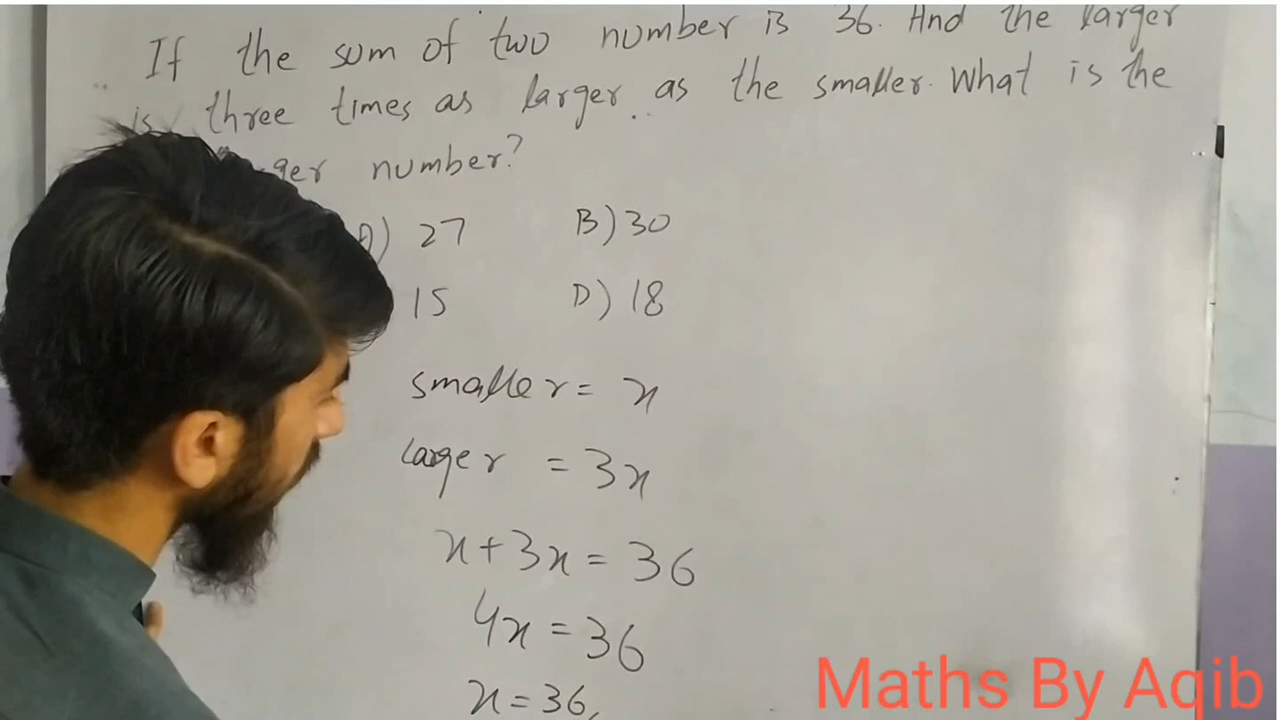 If the sum of two number is 36. And the larger
is three times as larger as the smaller. What is the
number?
A) 27 B) 30
15 D) 18
smaller = x
larger = 3x
x + 3x = 36
4x = 36
x = 36
Maths By Aqib